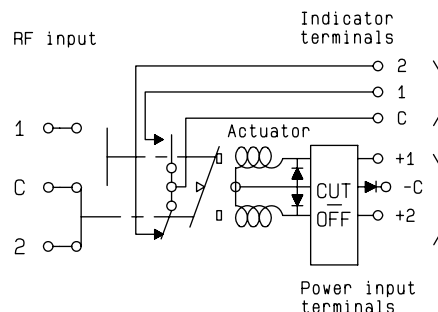 Indicator
terminals
RF input
2
1
C
Actuator
1
C
2
+1
-C
+2
CUT
OFF
Power input
terminals